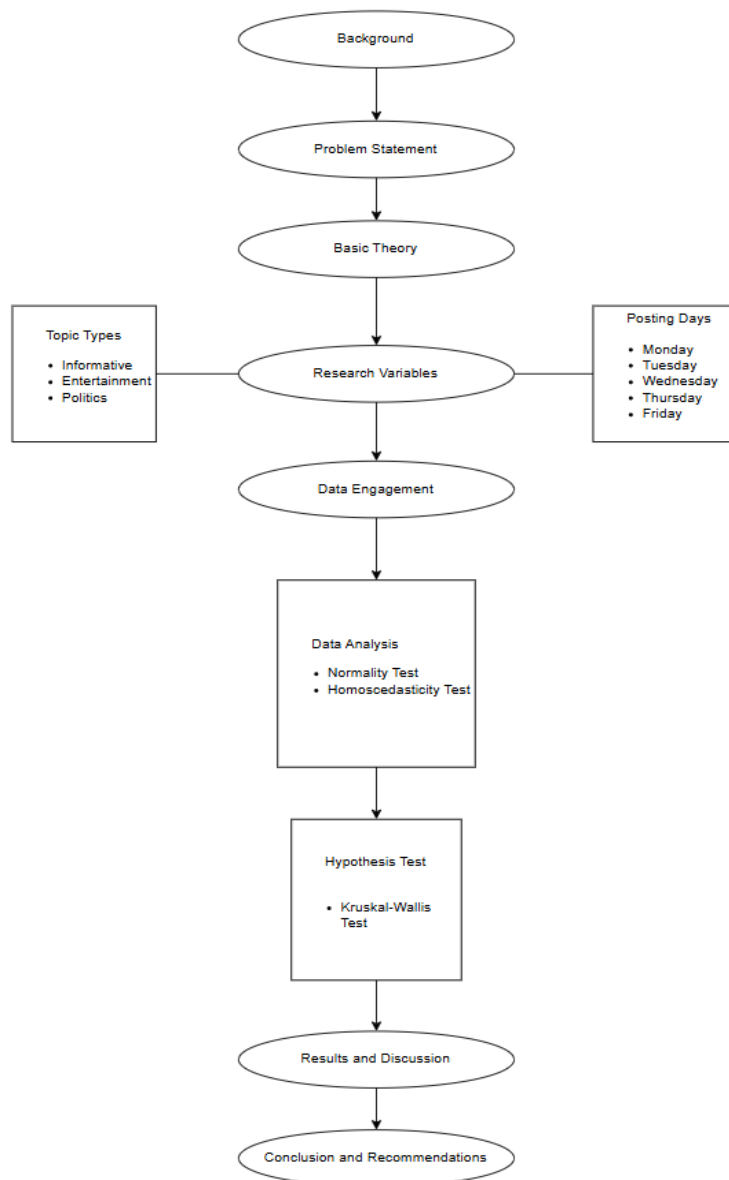 Background
Problem Statement
Basic Theory
Topic Types
• Informative
• Entertainment
• Politics
Research Variables
Posting Days
• Monday
• Tuesday
• Wednesday
• Thursday
• Friday
Data Engagement
Data Analysis
• Normality Test
• Homoscedasticity Test
Hypothesis Test
• Kruskal-Wallis
Test
Results and Discussion
Conclusion and Recommendations